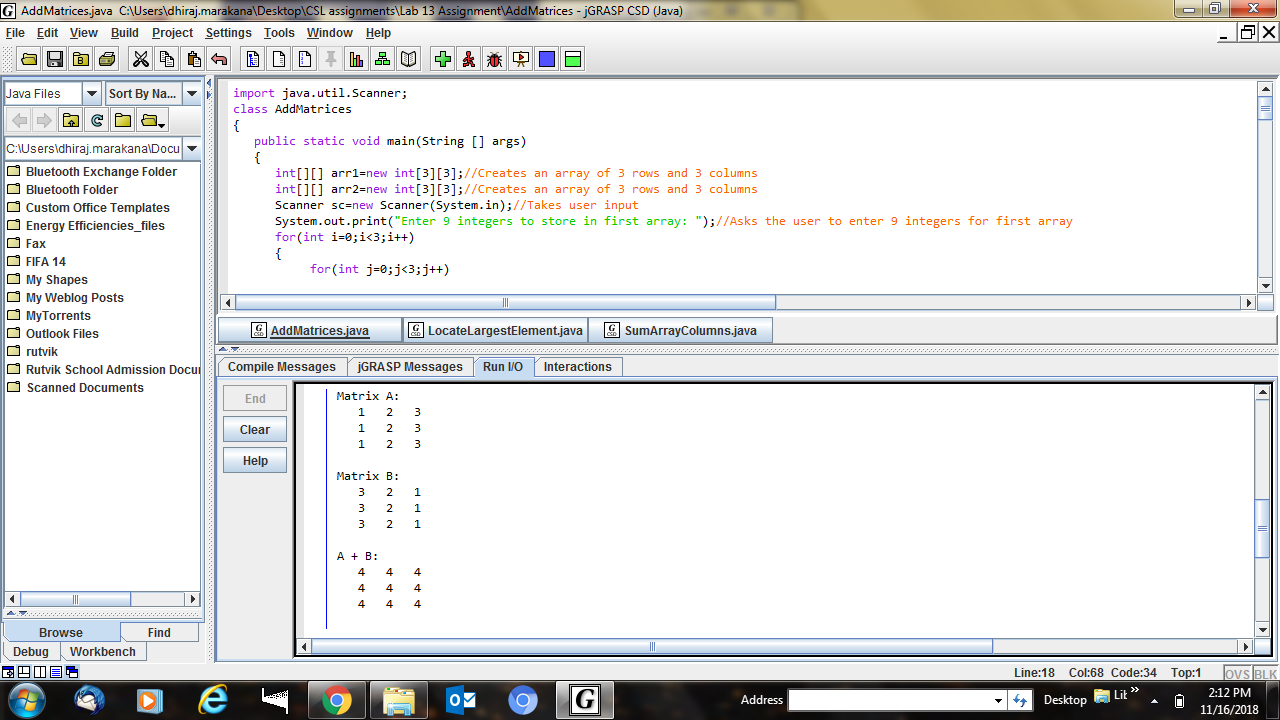 AddMatrices.java C:\Users\dhiraj.marakana\Desktop\CSL assignments\Lab 13 Assignment\AddMatrices - jGRASP CSD (Java)
File Edit View Build Project Settings Tools Window Help
Java Files Sort By Na...
C:\Users\dhiraj.marakana\Docu
Bluetooth Exchange Folder
Bluetooth Folder
Custom Office Templates
Energy Efficiencies_files
Fax
FIFA 14
My Shapes
My Weblog Posts
MyTorrents
Outlook Files
rutvik
Rutvik School Admission Docu
Scanned Documents
Browse Find
Debug Workbench
import java.util.Scanner;
class AddMatrices
{
public static void main(String [] args)
{
int[][] arr1=new int[3][3];//Creates an array of 3 rows and 3 columns
int[][] arr2=new int[3][3];//Creates an array of 3 rows and 3 columns
Scanner sc=new Scanner(System.in);//Takes user input
System.out.print("Enter 9 integers to store in first array: ");//Asks the user to enter 9 integers for first array
for(int i=0;i<3;i++)
{
for(int j=0;j<3;j++)
AddMatrices.java LocateLargestElement.java SumArrayColumns.java
Compile Messages jGRASP Messages Run I/O Interactions
End
Clear
Help
Matrix A:
1 2 3
1 2 3
1 2 3
Matrix B:
3 2 1
3 2 1
3 2 1
A + B:
4 4 4
4 4 4
4 4 4
Line:18 Col:68 Code:34 Top:1 OVS BLK
Address Desktop Lit 2:12 PM
11/16/2018